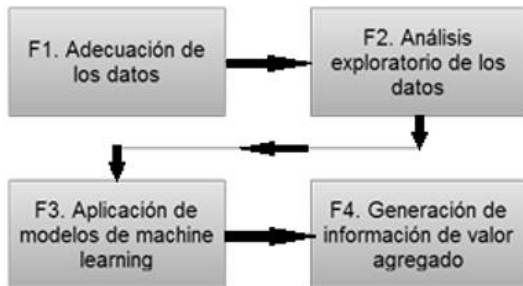 F1. Adecuación de
los datos
F2. Análisis
exploratorio de los
datos
F3. Aplicación de
modelos de machine
learning
F4. Generación de
información de valor
agregado